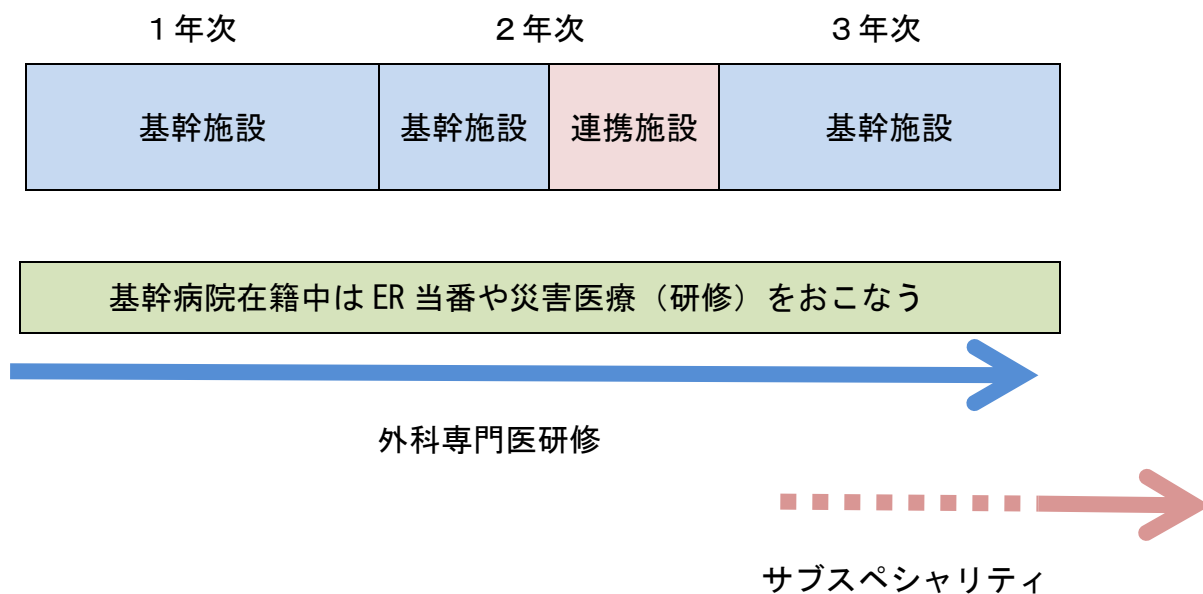 １年次 ２年次 ３年次
基幹施設 基幹施設 連携施設 基幹施設
基幹病院在籍中は ER 当番や災害医療（研修）をおこなう
外科専門医研修
サブスペシャリティ